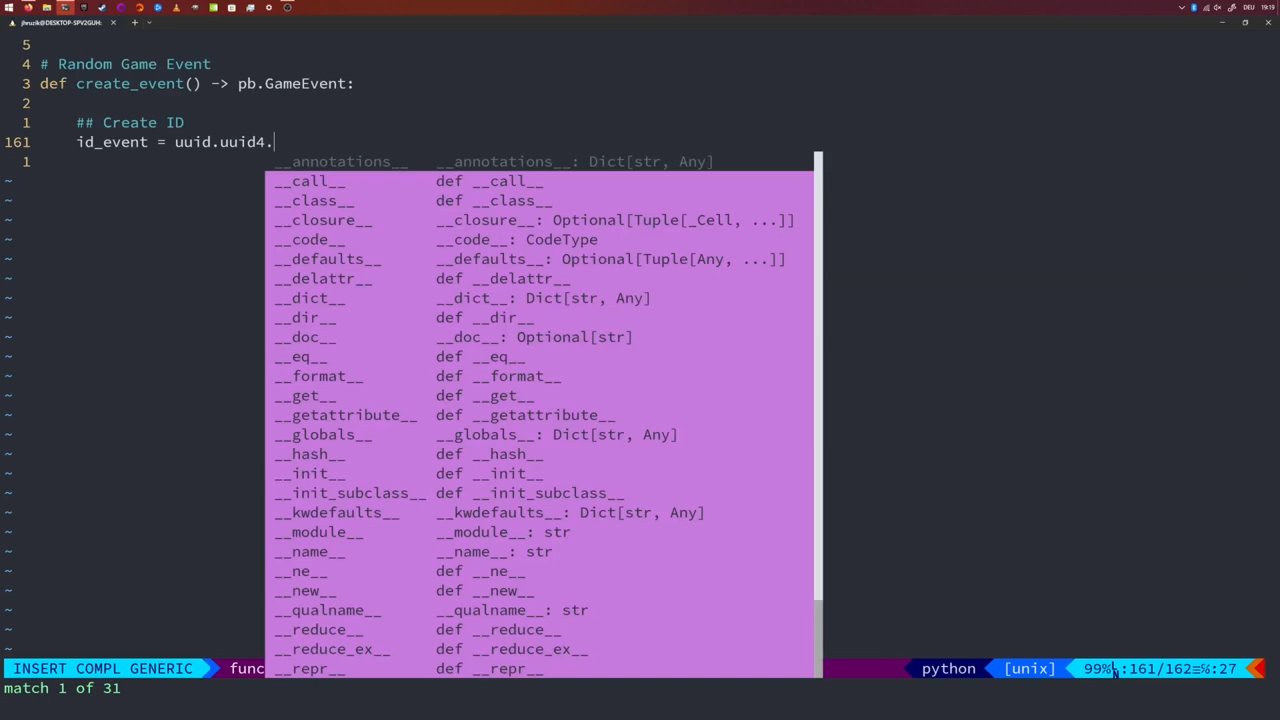 jhruzik@DESKTOP-SPV2GUH:
DEU 19:19
5
4 # Random Game Event
3 def create_event() -> pb.GameEvent:
2
1 ## Create ID
161 id_event = uuid.uuid4.
1 __annotations__ __annotations__: Dict[str, Any]
~ __call__ def __call__
~ __class__ def __class__
~ __closure__ __closure__: Optional[Tuple[_Cell, ...]]
~ __code__ __code__: CodeType
~ __defaults__ __defaults__: Optional[Tuple[Any, ...]]
~ __delattr__ def __delattr__
~ __dict__ __dict__: Dict[str, Any]
~ __dir__ def __dir__
~ __doc__ __doc__: Optional[str]
~ __eq__ def __eq__
~ __format__ def __format__
~ __get__ def __get__
~ __getattribute__ def __getattribute__
~ __globals__ __globals__: Dict[str, Any]
~ __hash__ def __hash__
~ __init__ def __init__
~ __init_subclass__ def __init_subclass__
~ __kwdefaults__ __kwdefaults__: Dict[str, Any]
~ __module__ __module__: str
~ __name__ __name__: str
~ __ne__ def __ne__
~ __new__ def __new__
~ __qualname__ __qualname__: str
~ __reduce__ def __reduce__
~ __reduce_ex__ def __reduce_ex__
INSERT COMPL GENERIC func __repr__ def __repr__ python [unix] 99% :161/162≡%:27
match 1 of 31